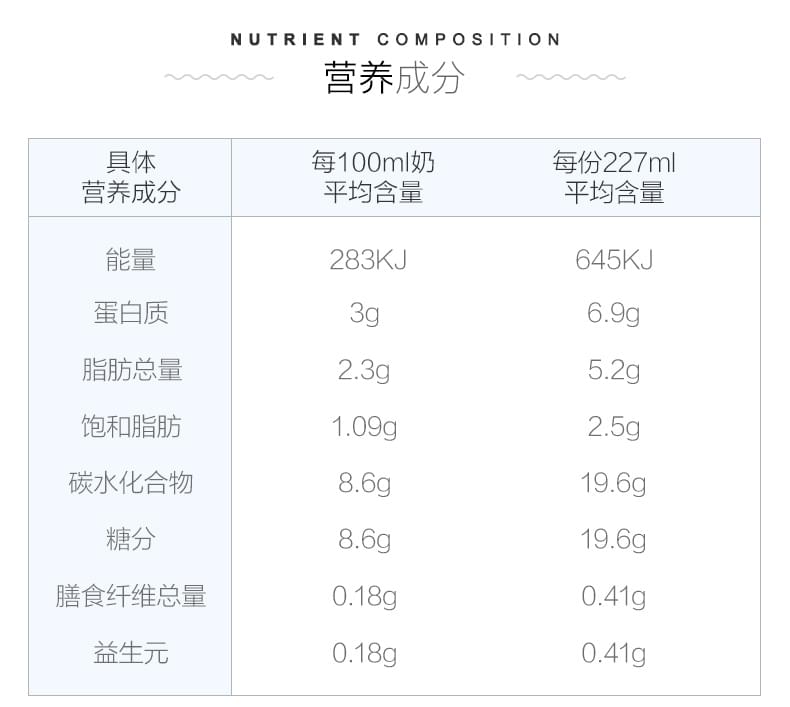 NUTRIENT COMPOSITION
营养成分
具体
营养成分
每100ml奶
平均含量
每份227ml
平均含量
能量 283KJ 645KJ
蛋白质 3g 6.9g
脂肪总量 2.3g 5.2g
饱和脂肪 1.09g 2.5g
碳水化合物 8.6g 19.6g
糖分 8.6g 19.6g
膳食纤维总量 0.18g 0.41g
益生元 0.18g 0.41g